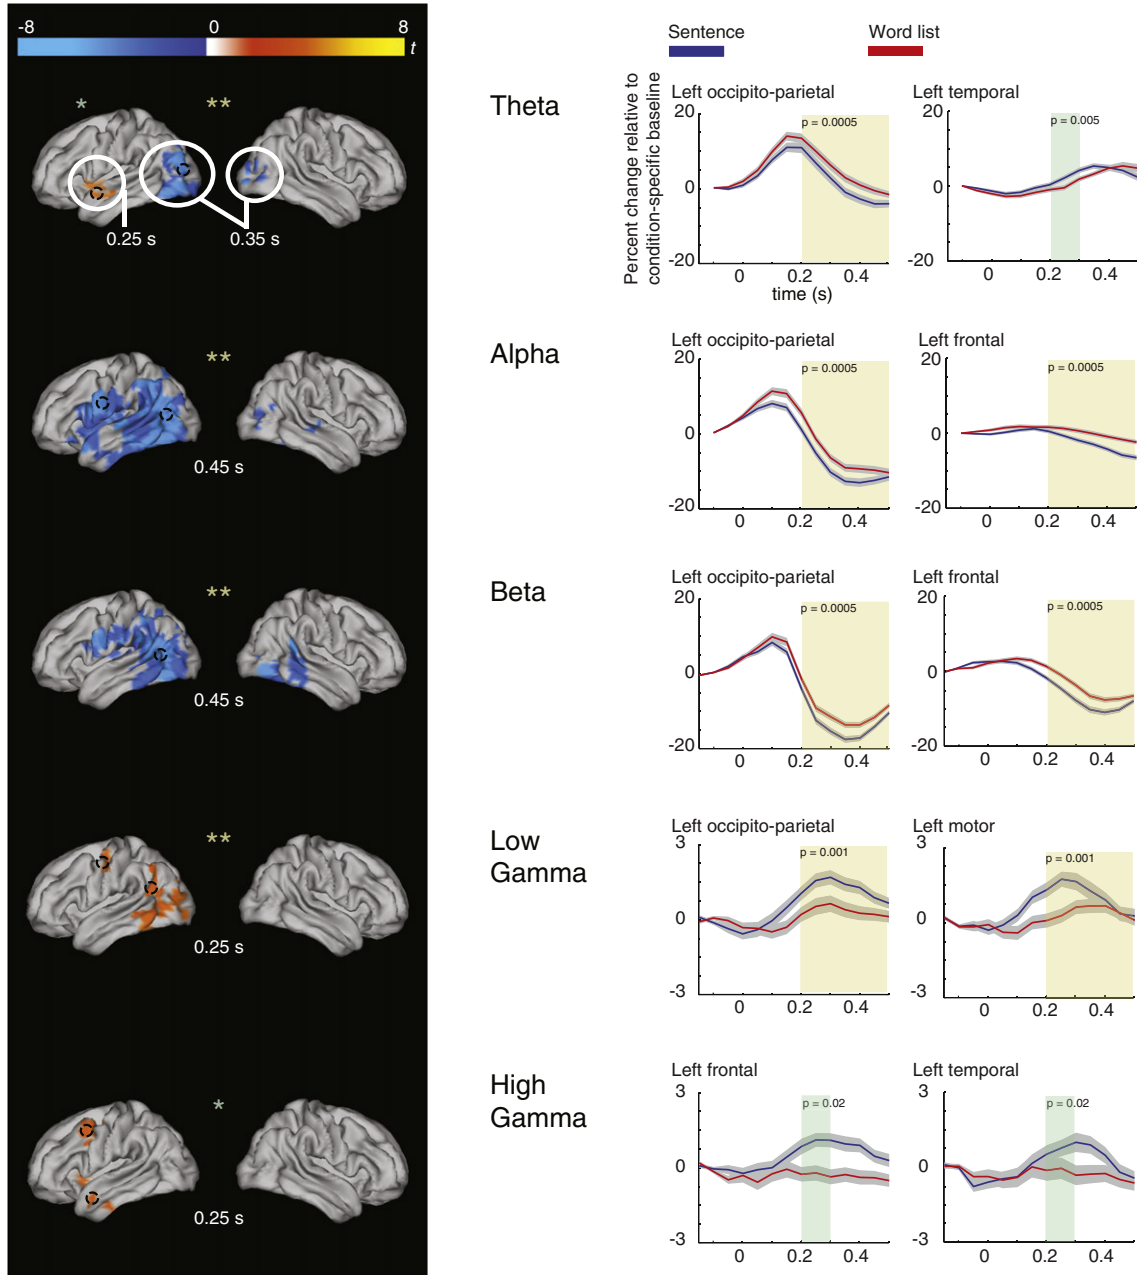 -8 0 8 t
* **
0.25 s 0.35 s
**
0.45 s
**
0.45 s
**
0.25 s
*
0.25 s
Sentence Word list
Percent change relative to
condition-specific baseline
Theta
Left occipito-parietal
20
0
-20
p = 0.0005
0 0.2 0.4
time (s)
Left temporal
20
0
-20
p = 0.005
0 0.2 0.4
Alpha
Left occipito-parietal
20
0
-20
p = 0.0005
0 0.2 0.4
Left frontal
20
0
-20
p = 0.0005
0 0.2 0.4
Beta
Left occipito-parietal
20
0
-20
p = 0.0005
0 0.2 0.4
Left frontal
20
0
-20
p = 0.0005
0 0.2 0.4
Low
Gamma
Left occipito-parietal
3
0
-3
p = 0.001
0 0.2 0.4
Left motor
3
0
-3
p = 0.001
0 0.2 0.4
High
Gamma
Left frontal
3
0
-3
p = 0.02
0 0.2 0.4
Left temporal
3
0
-3
p = 0.02
0 0.2 0.4